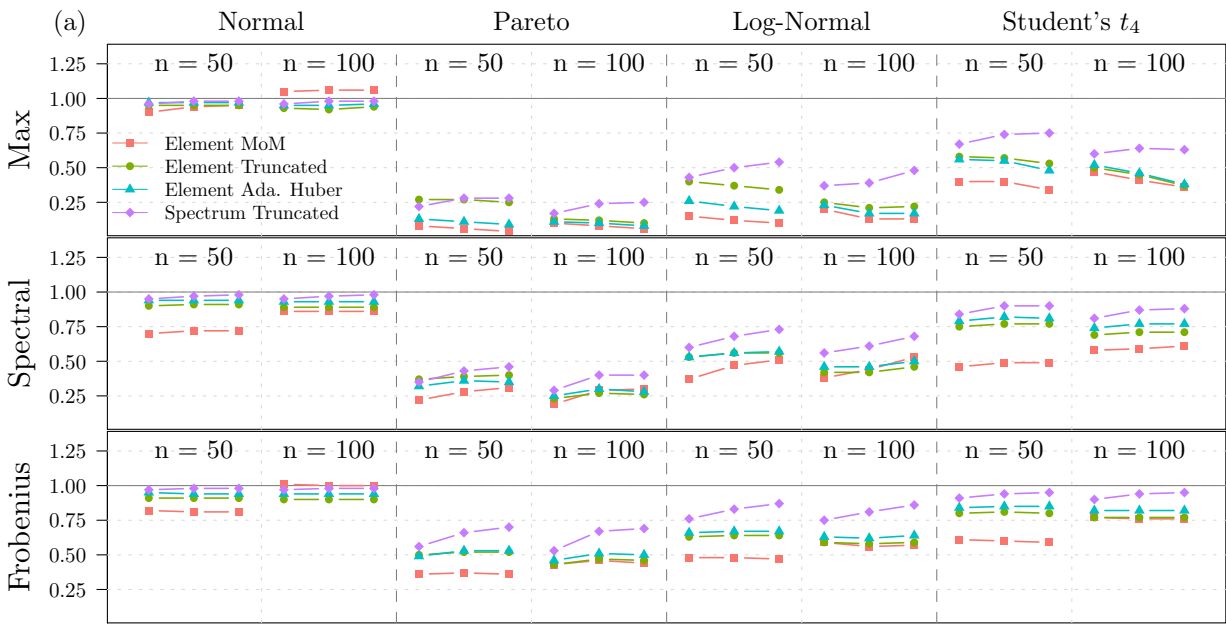 (a) Normal Pareto Log-Normal Student's t₄
Max
1.25
1.00
0.75
0.50
0.25
n = 50 n = 100 n = 50 n = 100 n = 50 n = 100 n = 50 n = 100
Element MoM
Element Truncated
Element Ada. Huber
Spectrum Truncated
Spectral
1.25
1.00
0.75
0.50
0.25
n = 50 n = 100 n = 50 n = 100 n = 50 n = 100 n = 50 n = 100
Frobenius
1.25
1.00
0.75
0.50
0.25
n = 50 n = 100 n = 50 n = 100 n = 50 n = 100 n = 50 n = 100